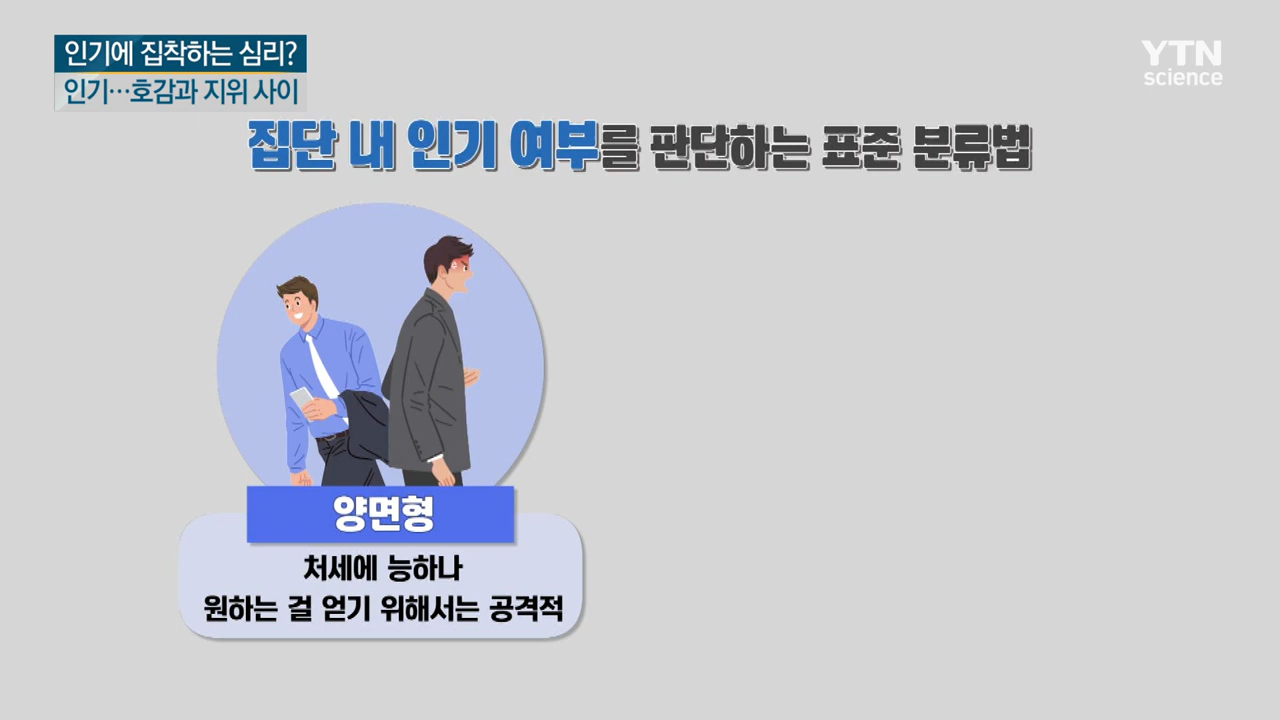 인기에 집착하는 심리?
인기…호감과 지위 사이
YTN
science
집단 내 인기 여부를 판단하는 표준 분류법
양면형
처세에 능하나
원하는 걸 얻기 위해서는 공격적